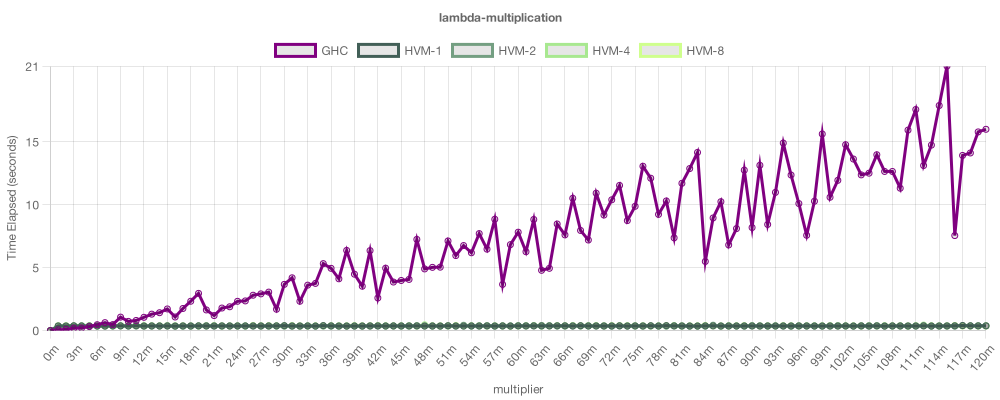 lambda-multiplication
GHC HVM-1 HVM-2 HVM-4 HVM-8
21
15
10
5
0
Time Elapsed (seconds)
0m 3m 6m 9m 12m 15m 18m 21m 24m 27m 30m 33m 36m 39m 42m 45m 48m 51m 54m 57m 60m 63m 66m 69m 72m 75m 78m 81m 84m 87m 90m 93m 96m 99m 102m 105m 108m 111m 114m 117m 120m
multiplier